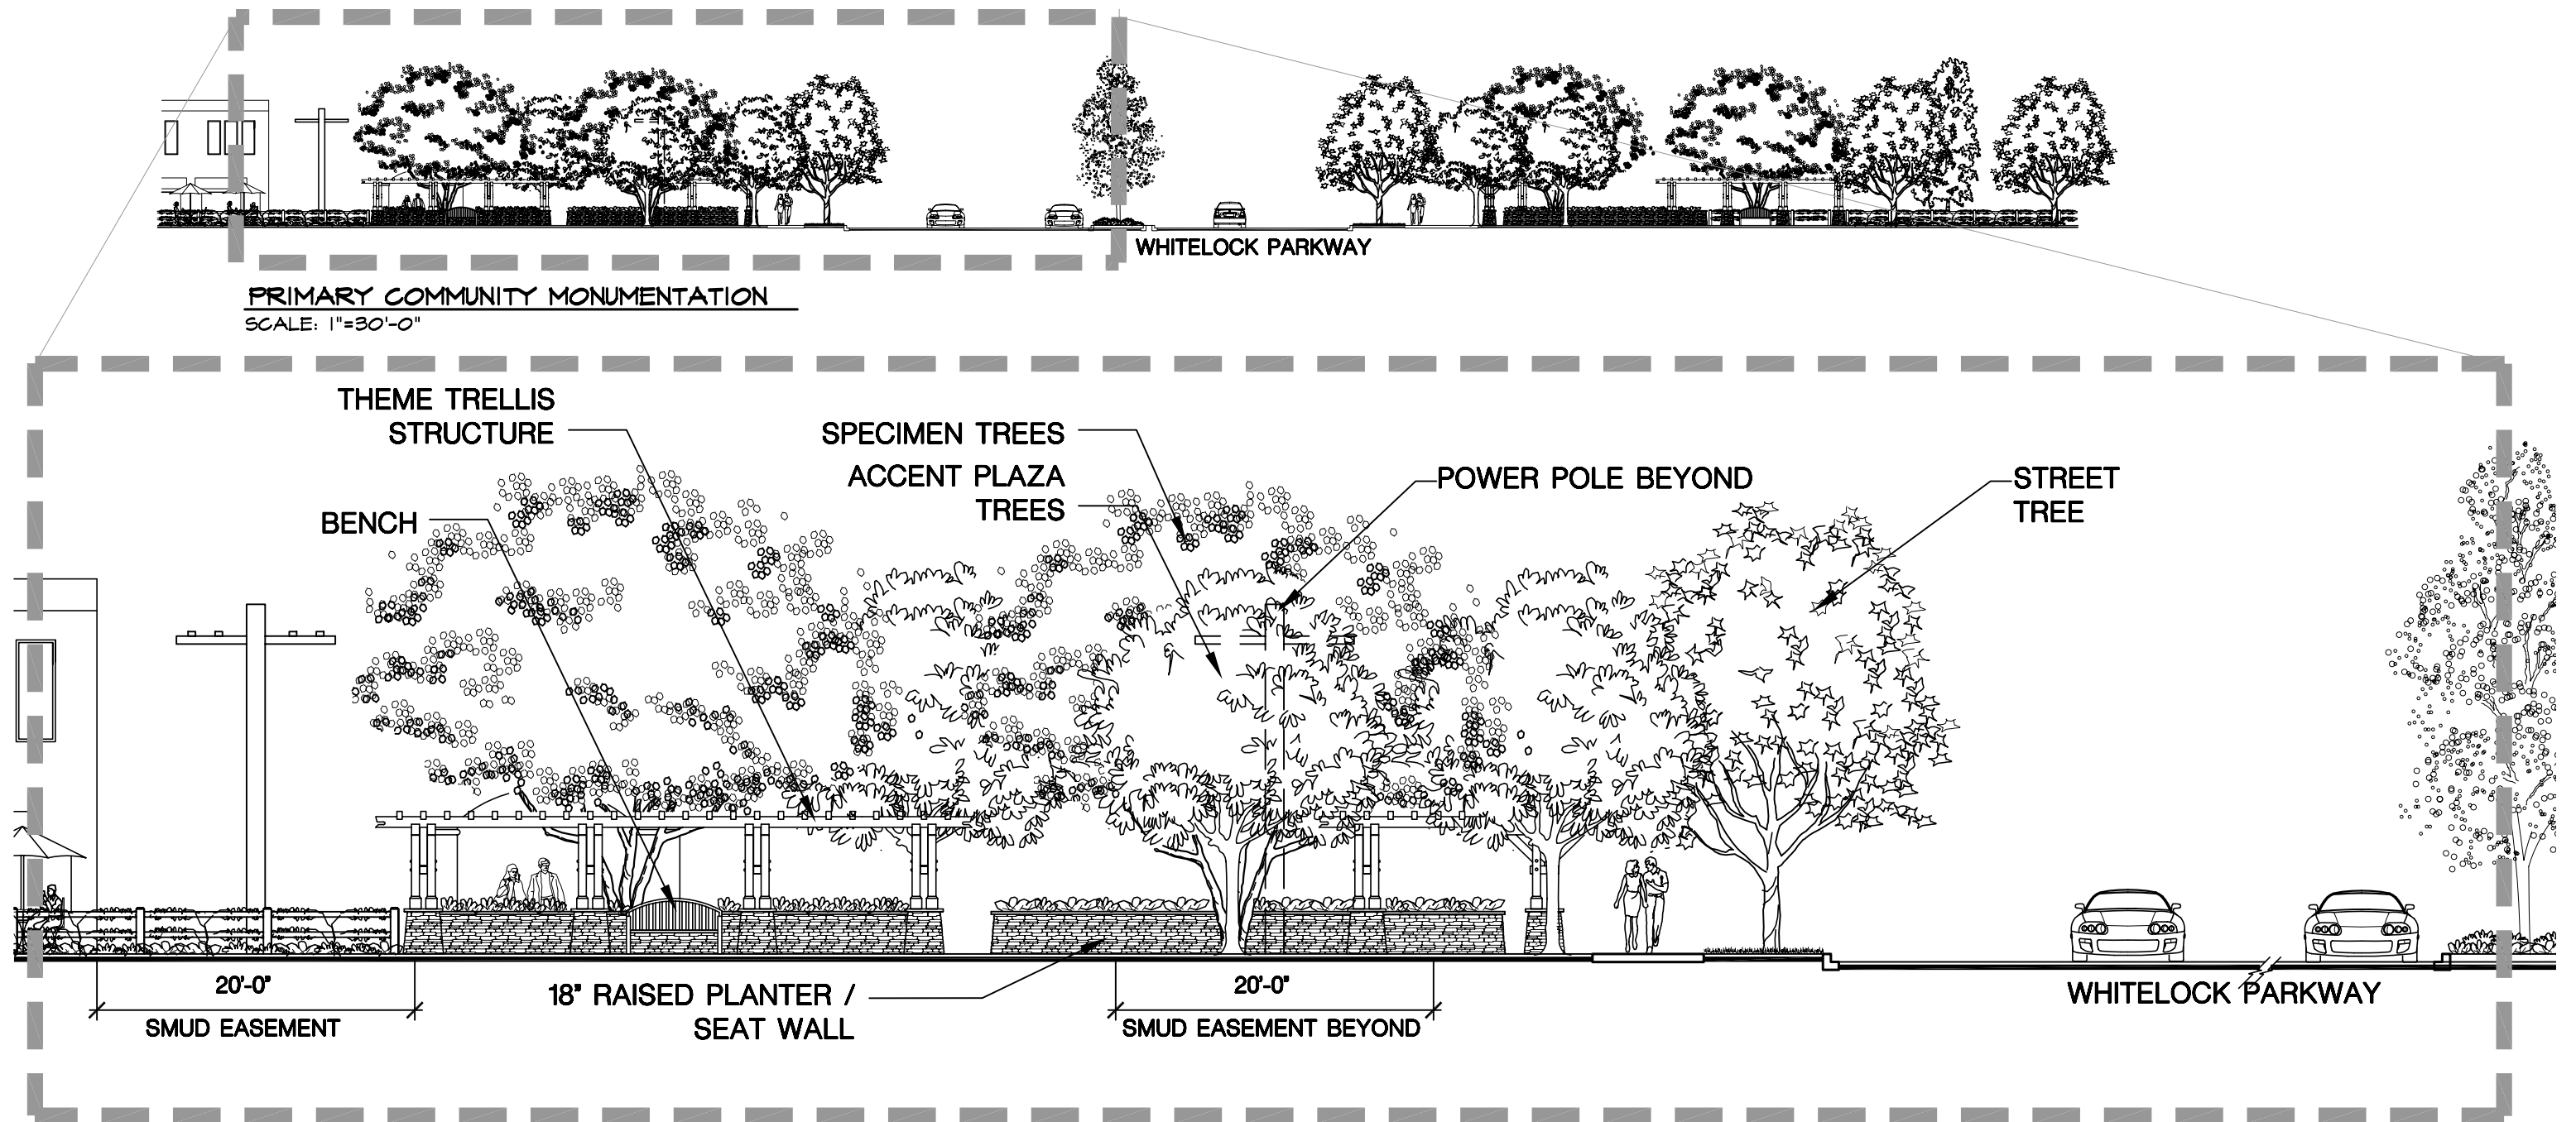 WHITELOCK PARKWAY
PRIMARY COMMUNITY MONUMENTATION
SCALE: 1"=30'-0"
THEME TRELLIS
STRUCTURE
SPECIMEN TREES
ACCENT PLAZA
TREES
POWER POLE BEYOND
STREET
TREE
BENCH
20'-0"
SMUD EASEMENT
18" RAISED PLANTER /
SEAT WALL
20'-0"
SMUD EASEMENT BEYOND
WHITELOCK PARKWAY